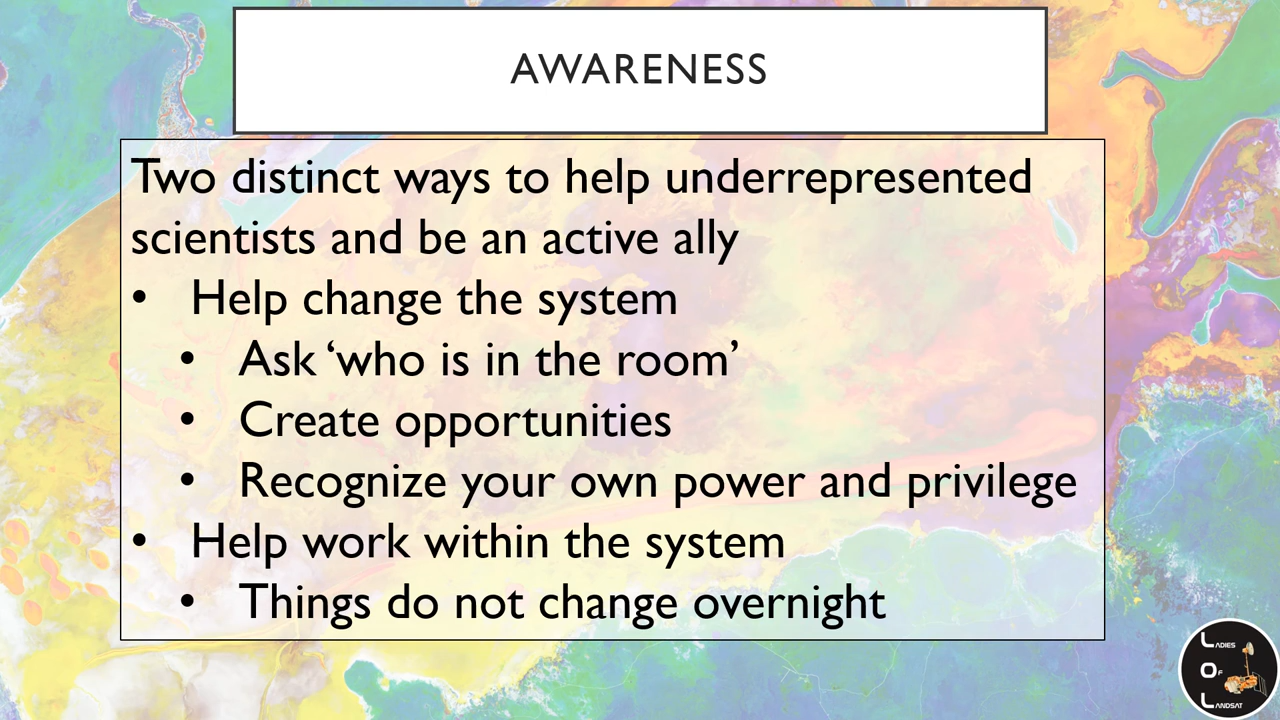 AWARENESS
Two distinct ways to help underrepresented
scientists and be an active ally
• Help change the system
• Ask ‘who is in the room’
• Create opportunities
• Recognize your own power and privilege
• Help work within the system
• Things do not change overnight
LADIES
OF
LANDSAT